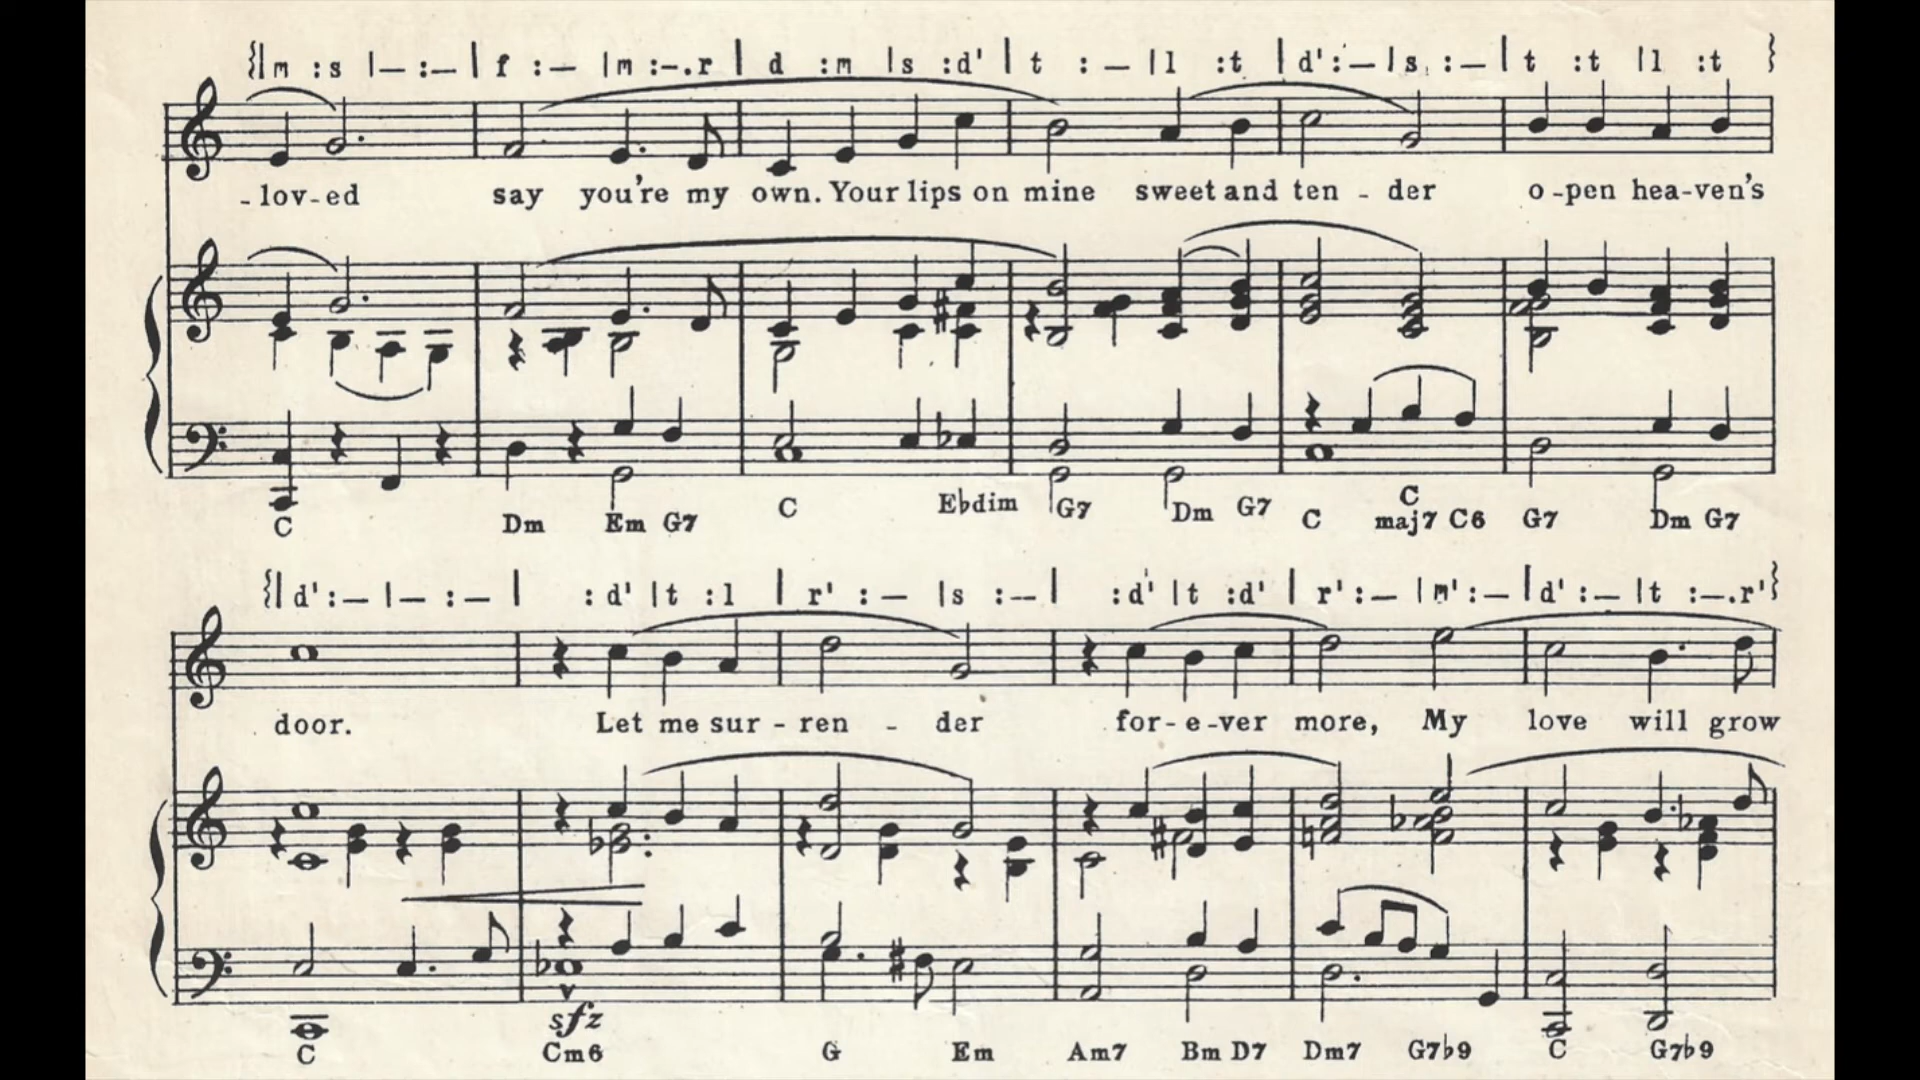 {| m : s | — : — | f : — | m : — . r | d : m | s : d' | t : — | l : t | d' : — | s : — | t : t | l : t }
- lov - ed say you're my own. Your lips on mine sweet and ten - der o - pen hea - ven's
C Dm Em G7 C E♭dim G7 Dm G7 C C maj7 C6 G7 Dm G7
{| d' : — | — : — | : d' | t : l | r' : — | s : — | : d' | t : d' | r' : — | m' : — | d' : — | t : — . r' }
door. Let me sur - ren - der for - e - ver more, My love will grow
sfz
C Cm6 G Em Am7 Bm D7 Dm7 G7♭9 C G7♭9